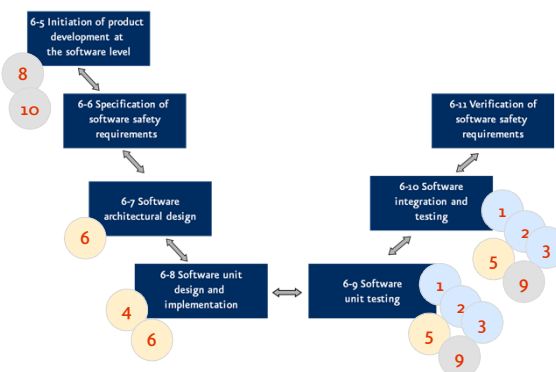 6-5 Initiation of product
development at
the software level
8
10
6-6 Specification of
software safety
requirements
6-11 Verification of
software safety
requirements
6-7 Software
architectural design
6
6-10 Software
integration and
testing
1
2
3
5
9
6-8 Software unit
design and
implementation
4
6
6-9 Software
unit testing
1
2
3
5
9